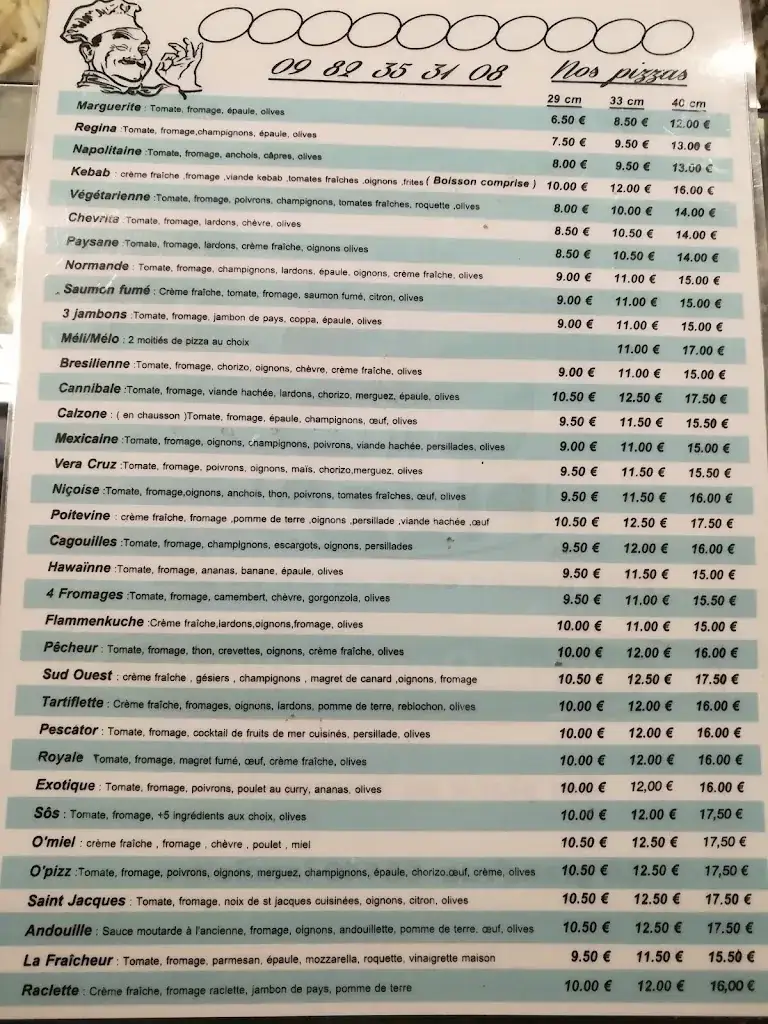 09 82 35 31 08 Nos pizzas
29 cm 33 cm 40 cm
Marguerite : Tomate, fromage, épaule, olives 6.50 € 8.50 € 12.00 €
Regina :Tomate, fromage,champignons, épaule, olives 7.50 € 9.50 € 13.00 €
Napolitaine :Tomate, fromage, anchois, câpres, olives 8.00 € 9.50 € 13.00 €
Kebab : crème fraîche ,fromage ,viande kebab ,tomates fraîches ,oignons ,frites ( Boisson comprise ) 10.00 € 12.00 € 16.00 €
Végétarienne :Tomate, fromage, poivrons, champignons, tomates fraîches, roquette ,olives 8.00 € 10.00 € 14.00 €
Chevrita : Tomate, fromage, lardons, chèvre, olives 8.50 € 10.50 € 14.00 €
Paysane :Tomate, fromage, lardons, crème fraîche, oignons olives 8.50 € 10.50 € 14.00 €
Normande : Tomate, fromage, champignons, lardons, épaule, oignons, crème fraîche, olives 9.00 € 11.00 € 15.00 €
Saumon fumé : Crème fraîche, tomate, fromage, saumon fumé, citron, olives 9.00 € 11.00 € 15.00 €
3 jambons :Tomate, fromage, jambon de pays, coppa, épaule, olives 9.00 € 11.00 € 15.00 €
Méli/Mélo : 2 moitiés de pizza au choix 11.00 € 17.00 €
Bresilienne :Tomate, fromage, chorizo, oignons, chèvre, crème fraîche, olives 9.00 € 11.00 € 15.00 €
Cannibale :Tomate, fromage, viande hachée, lardons, chorizo, merguez, épaule, olives 10.50 € 12.50 € 17.50 €
Calzone : ( en chausson )Tomate, fromage, épaule, champignons, œuf, olives 9.50 € 11.50 € 15.50 €
Mexicaine :Tomate, fromage, oignons, champignons, poivrons, viande hachée, persillades, olives 9.00 € 11.00 € 15.00 €
Vera Cruz :Tomate, fromage, poivrons, oignons, maïs, chorizo,merguez, olives 9.50 € 11.50 € 15.50 €
Niçoise :Tomate, fromage,oignons, anchois, thon, poivrons, tomates fraîches, œuf, olives 9.50 € 11.50 € 16.00 €
Poitevine : crème fraîche, fromage ,pomme de terre ,oignons ,persillade ,viande hachée ,œuf 10.50 € 12.50 € 17.50 €
Cagouilles :Tomate, fromage, champignons, escargots, oignons, persillades 9.50 € 12.00 € 16.00 €
Hawaïnne :Tomate, fromage, ananas, banane, épaule, olives 9.50 € 11.50 € 15.00 €
4 Fromages :Tomate, fromage, camembert, chèvre, gorgonzola, olives 9.50 € 11.00 € 15.50 €
Flammenkuche :Crème fraîche,lardons,oignons,fromage, olives 10.00 € 11.00 € 15.00 €
Pêcheur : Tomate, fromage, thon, crevettes, oignons, crème fraîche, olives 10.00 € 12.00 € 16.00 €
Sud Ouest : crème fraîche , gésiers , champignons , magret de canard ,oignons, fromage 10.50 € 12.50 € 17.50 €
Tartiflette : Crème fraîche, fromages, oignons, lardons, pomme de terre, reblochon, olives 10.00 € 12.00 € 16.00 €
Pescator : Tomate, fromage, cocktail de fruits de mer cuisinés, persillade, olives 10.00 € 12.00 € 16.00 €
Royale Tomate, fromage, magret fumé, œuf, crème fraîche, olives 10.00 € 12.00 € 16.00 €
Exotique : Tomate, fromage, poivrons, poulet au curry, ananas, olives 10.00 € 12,00 € 16.00 €
Sôs : Tomate, fromage, +5 ingrédients aux choix, olives 10.00 € 12.00 € 17,50 €
O'miel : crème fraîche , fromage , chèvre , poulet , miel 10.50 € 12.50 € 17,50 €
O'pizz :Tomate, fromage, poivrons, oignons, merguez, champignons, épaule, chorizo,œuf, crème, olives 10.50 € 12.50 € 17,50 €
Saint Jacques : Tomate, fromage, noix de st jacques cuisinées, oignons, citron, olives 10.50 € 12.50 € 17.50 €
Andouille : Sauce moutarde à l'ancienne, fromage, oignons, andouillette, pomme de terre, œuf, olives 10.50 € 12.50 € 17.50 €
La Fraîcheur : Tomate, fromage, parmesan, épaule, mozzarella, roquette, vinaigrette maison 9.50 € 11.50 € 15.50 €
Raclette : Crème fraîche, fromage raclette, jambon de pays, pomme de terre 10.00 € 12.00 € 16,00 €